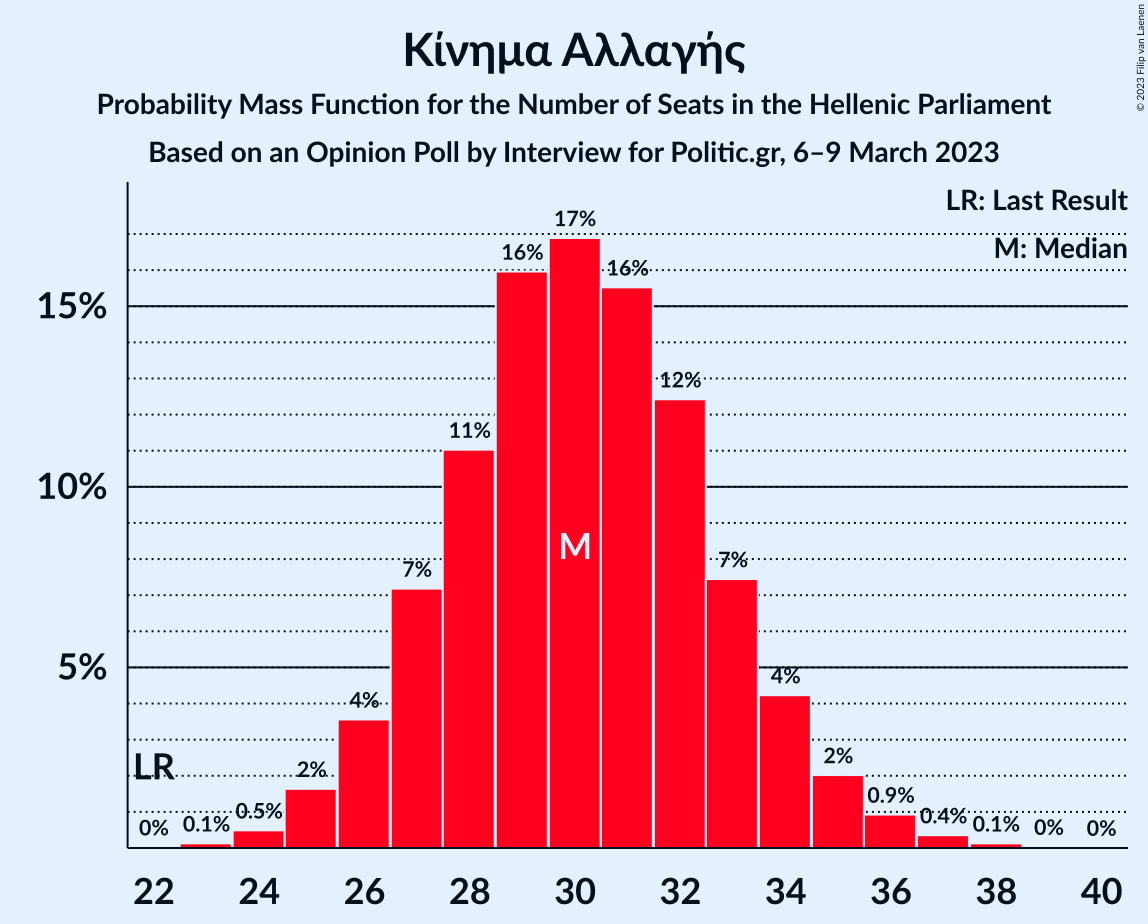 Κίνημα Αλλαγής
Probability Mass Function for the Number of Seats in the Hellenic Parliament
Based on an Opinion Poll by Interview for Politic.gr, 6–9 March 2023
© 2023 Filip van Laenen
LR: Last Result
M: Median
17%
16%
16%
15%
12%
11%
10%
M
7%
7%
5%
4%
4%
LR
2%
2%
0.9%
0.5%
0.4%
0%
0.1%
0.1%
0%
0%
22 24 26 28 30 32 34 36 38 40